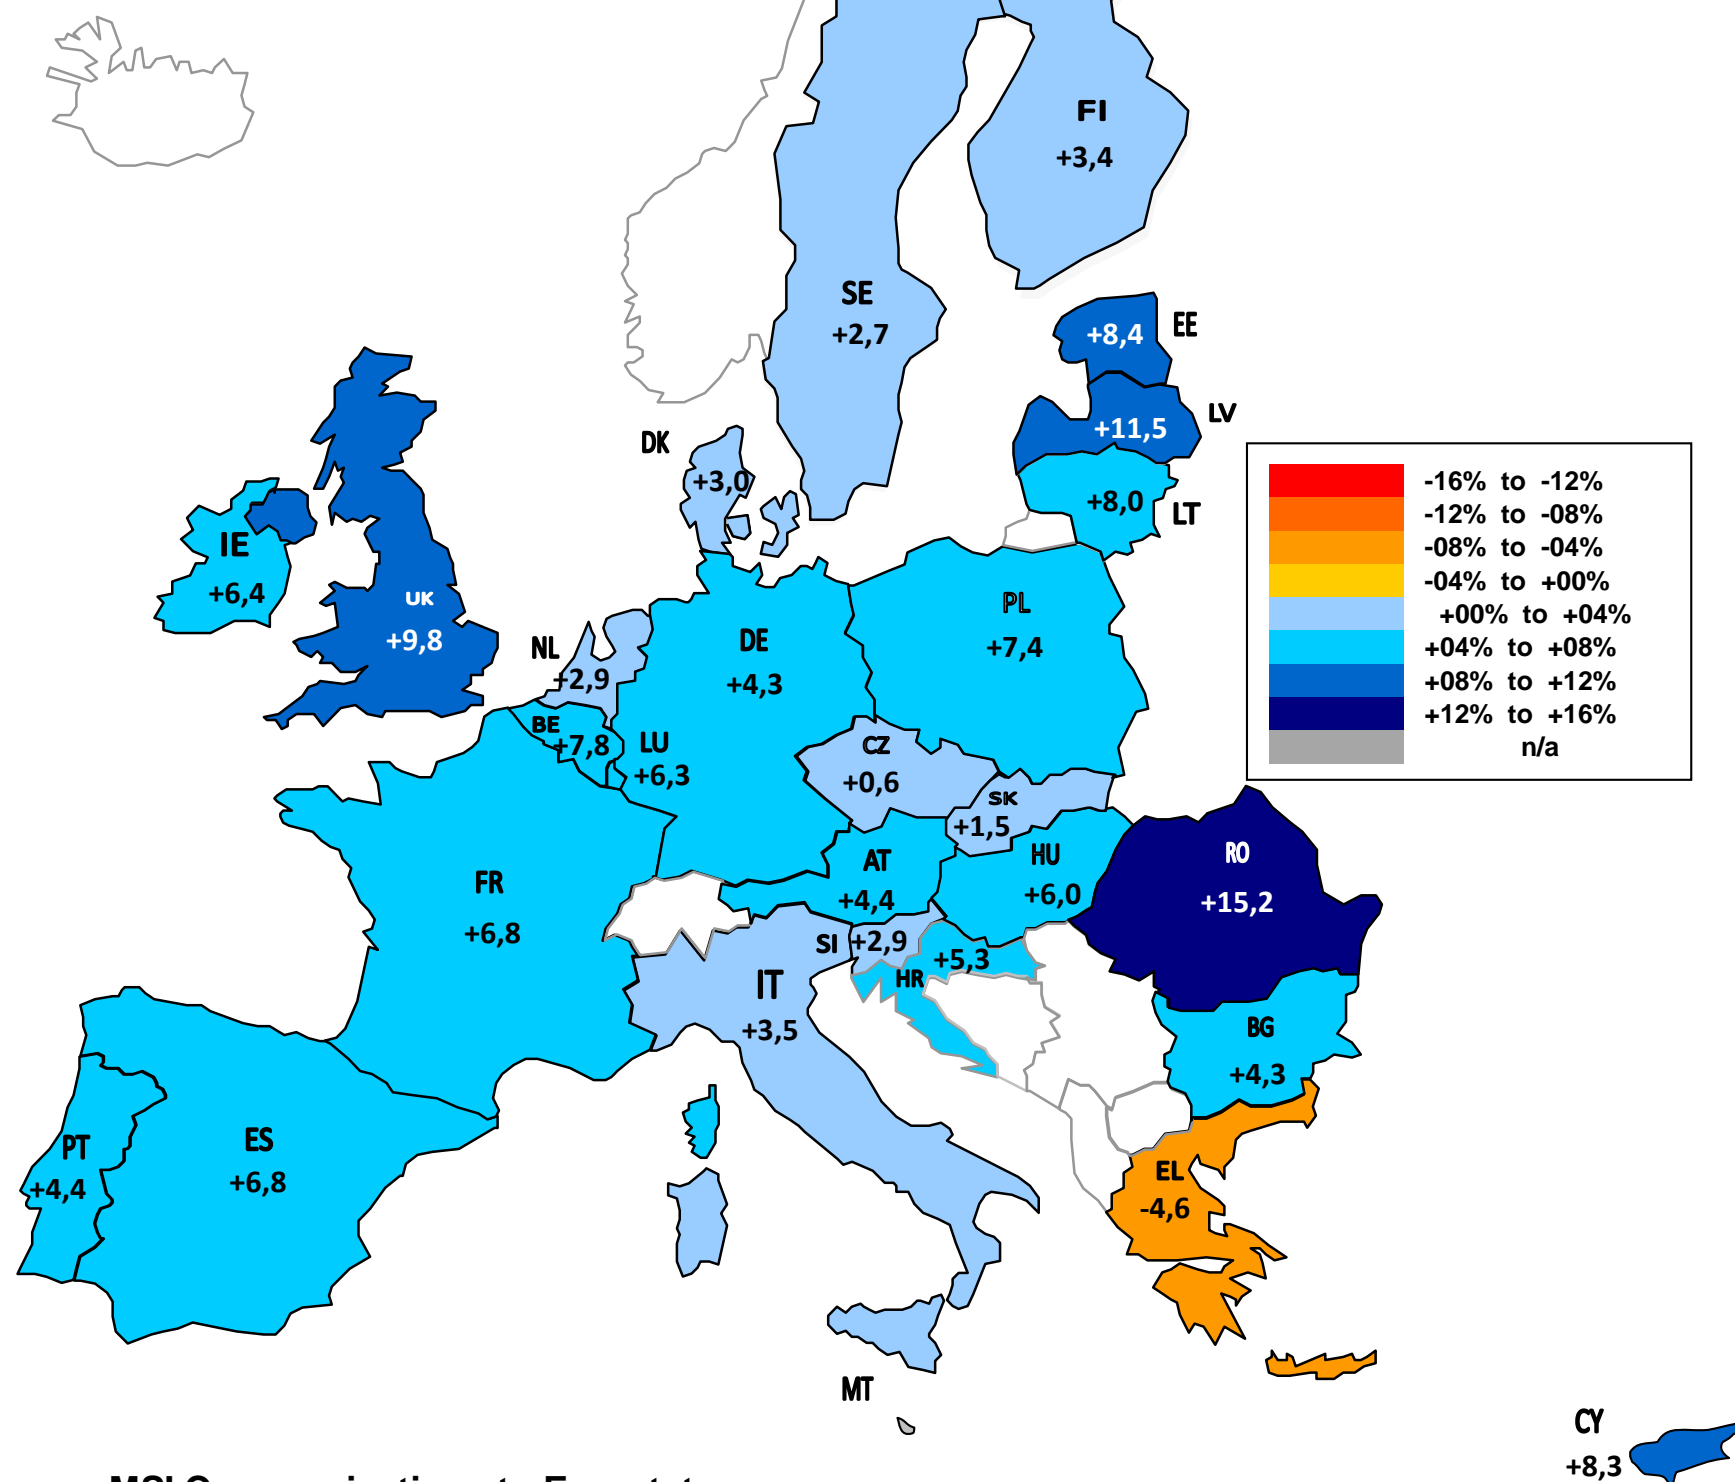 FI
+3,4
SE
+2,7
EE
+8,4
LV
+11,5
DK
+3,0
LT
+8,0
-16% to -12%
-12% to -08%
-08% to -04%
-04% to +00%
+00% to +04%
+04% to +08%
+08% to +12%
+12% to +16%
n/a
IE
+6,4
UK
+9,8
NL
+2,9
DE
+4,3
PL
+7,4
BE
+7,8
LU
+6,3
CZ
+0,6
SK
+1,5
AT
+4,4
HU
+6,0
RO
+15,2
FR
+6,8
SI
+2,9
HR
+5,3
IT
+3,5
BG
+4,3
PT
+4,4
ES
+6,8
EL
-4,6
MT
CY
+8,3